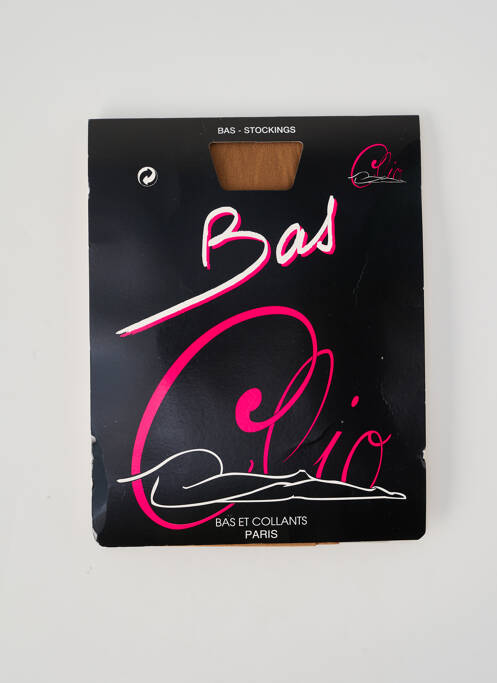 BAS - STOCKINGS
Clio
Bas
Clio
BAS ET COLLANTS
PARIS